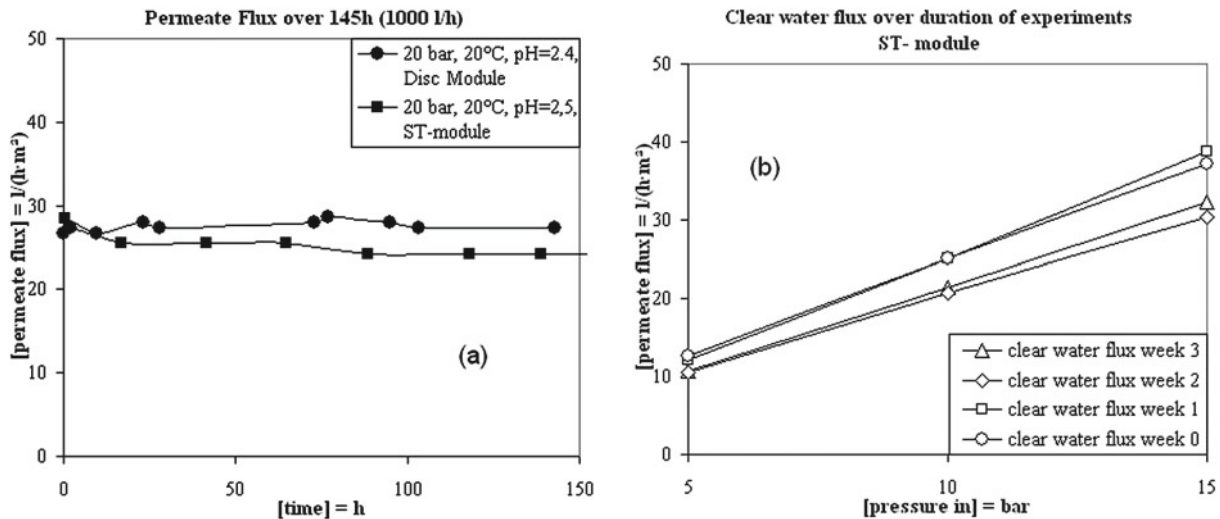 Permeate Flux over 145h (1000 l/h)
[permeate flux] = l/(h·m²)
50
40
30
20
10
0
20 bar, 20°C, pH=2.4,
Disc Module
20 bar, 20°C, pH=2,5,
ST-module
(a)
0
50
100
150
[time] = h
Clear water flux over duration of experiments
ST- module
[permeate flux] = l/(h·m²)
50
40
30
20
10
0
(b)
clear water flux week 3
clear water flux week 2
clear water flux week 1
clear water flux week 0
5
10
15
[pressure in] = bar